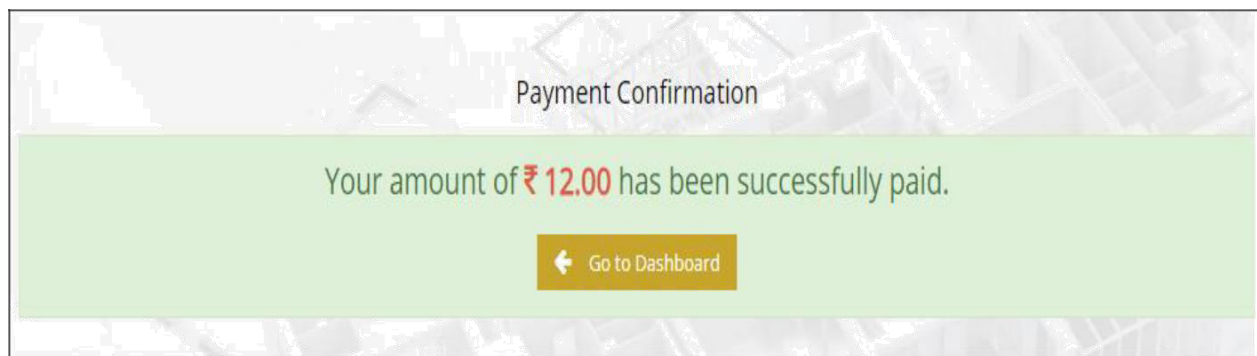 Payment Confirmation
Your amount of ₹ 12.00 has been successfully paid.
Go to Dashboard